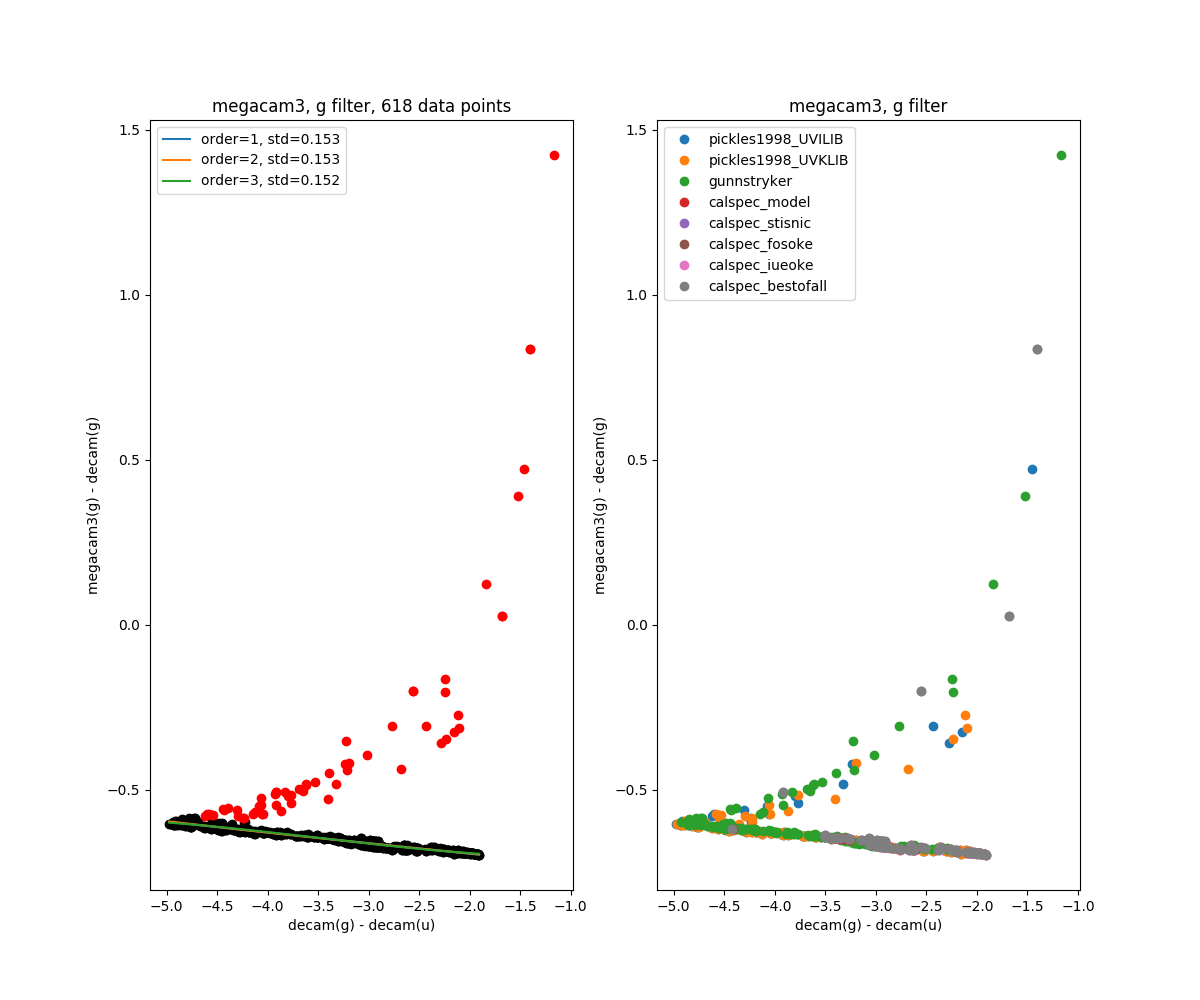 megacam3, g filter, 618 data points
order=1, std=0.153
order=2, std=0.153
order=3, std=0.152
1.5
1.0
0.5
0.0
−0.5
megacam3(g) - decam(g)
−5.0 −4.5 −4.0 −3.5 −3.0 −2.5 −2.0 −1.5 −1.0
decam(g) - decam(u)
megacam3, g filter
pickles1998_UVILIB
pickles1998_UVKLIB
gunnstryker
calspec_model
calspec_stisnic
calspec_fosoke
calspec_iueoke
calspec_bestofall
1.5
1.0
0.5
0.0
−0.5
megacam3(g) - decam(g)
−5.0 −4.5 −4.0 −3.5 −3.0 −2.5 −2.0 −1.5 −1.0
decam(g) - decam(u)